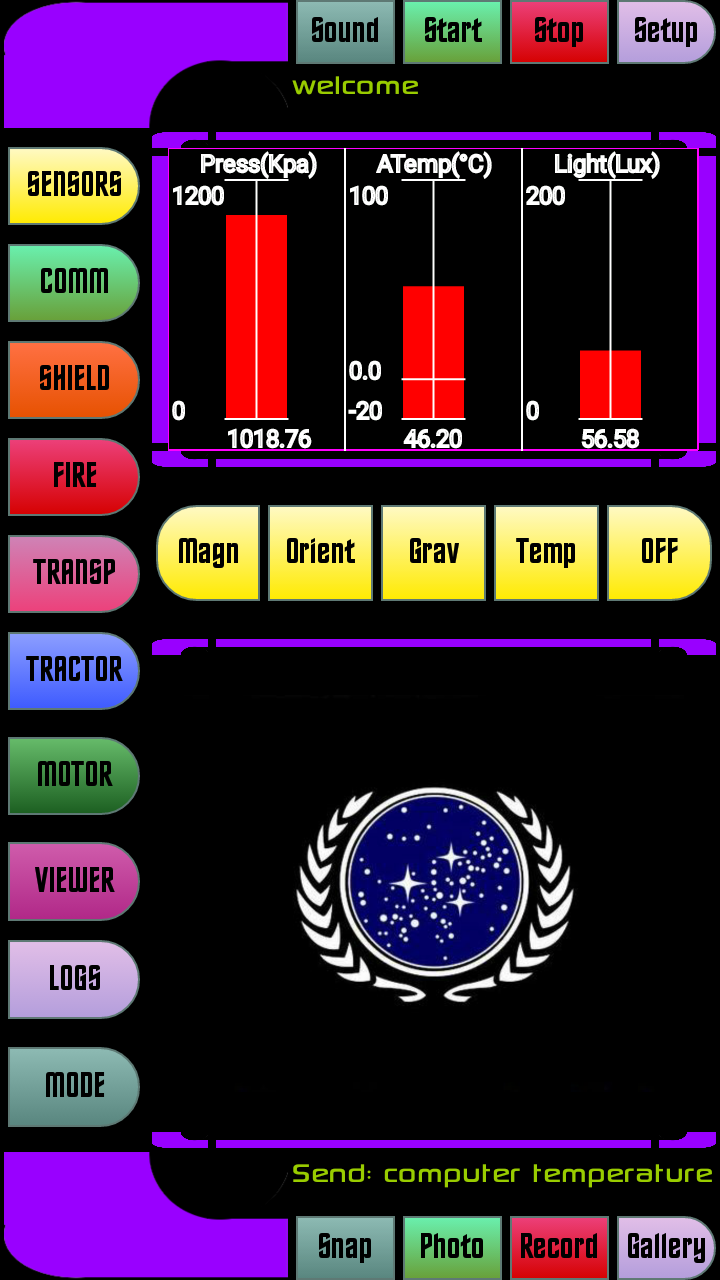 Sound Start Stop Setup
welcome
SENSORS
COMM
SHIELD
FIRE
TRANSP
TRACTOR
MOTOR
VIEWER
LOGS
MODE
Press(Kpa) ATemp(°C) Light(Lux)
1200 100 200
0.0
0 -20 0
1018.76 46.20 56.58
Magn Orient Grav Temp OFF
Send: computer temperature
Snap Photo Record Gallery